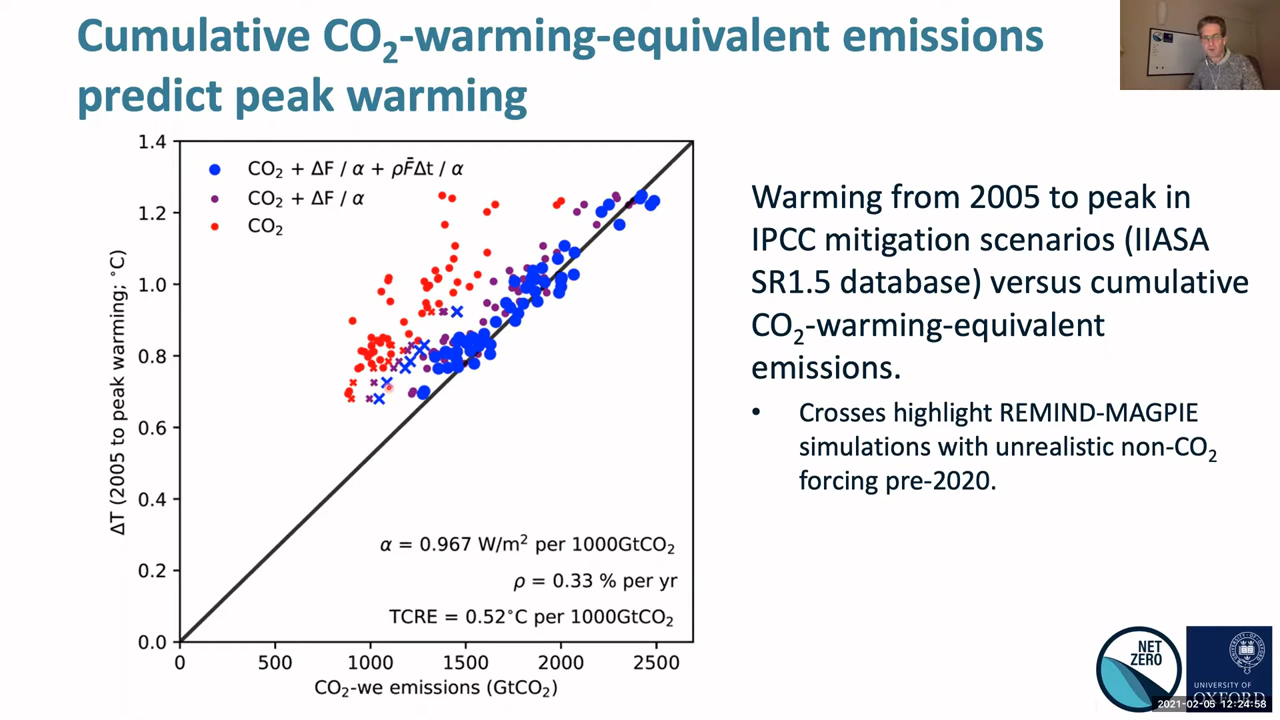 Cumulative CO₂-warming-equivalent emissions
predict peak warming
1.4
1.2
1.0
0.8
0.6
0.4
0.2
0.0
ΔT (2005 to peak warming; °C)
CO₂ + ΔF / α + ρF̄Δt / α
CO₂ + ΔF / α
CO₂
α = 0.967 W/m² per 1000GtCO₂
ρ = 0.33 % per yr
TCRE = 0.52°C per 1000GtCO₂
0 500 1000 1500 2000 2500
CO₂-we emissions (GtCO₂)
Warming from 2005 to peak in
IPCC mitigation scenarios (IIASA
SR1.5 database) versus cumulative
CO₂-warming-equivalent
emissions.
• Crosses highlight REMIND-MAGPIE
simulations with unrealistic non-CO₂
forcing pre-2020.
NET
ZERO
UNIVERSITY OF
OXFORD
2021-02-05 12:24:58